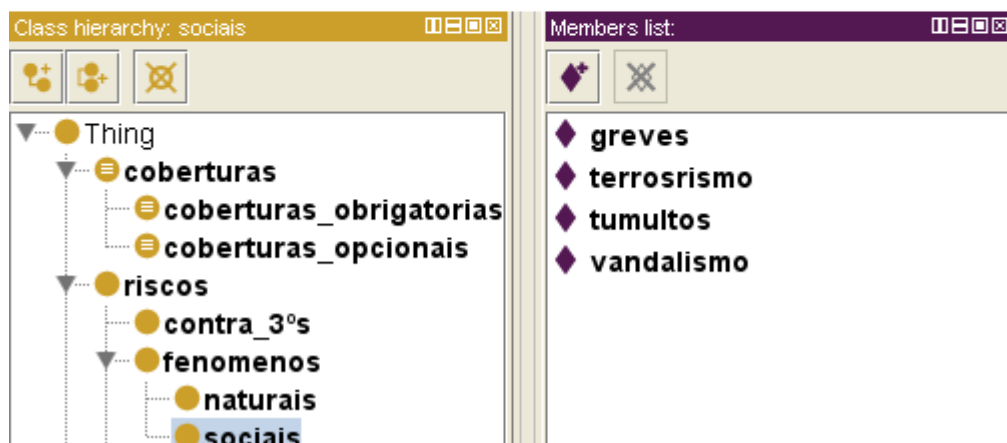 Class hierarchy: sociais
Thing
coberturas
coberturas_obrigatorias
coberturas_opcionais
riscos
contra_3ºs
fenomenos
naturais
sociais
Members list:
greves
terrosrismo
tumultos
vandalismo